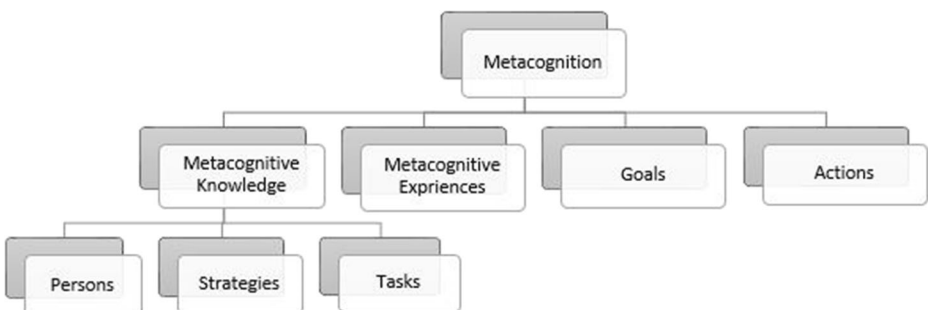 Metacognition
Metacognitive
Knowledge
Metacognitive
Expriences
Goals
Actions
Persons
Strategies
Tasks